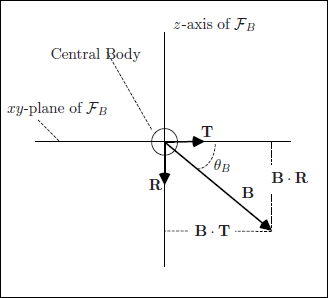 z-axis of 𝓕_B
Central Body
xy-plane of 𝓕_B
T
θ_B
R
B · R
B
B · T